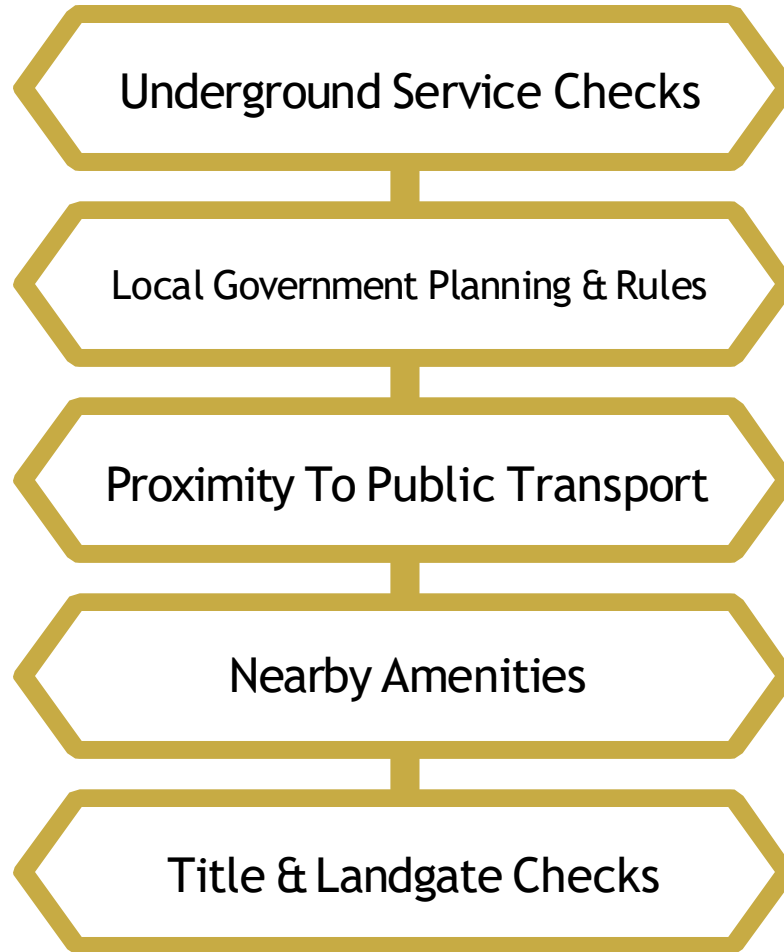 Underground Service Checks
Local Government Planning & Rules
Proximity To Public Transport
Nearby Amenities
Title & Landgate Checks